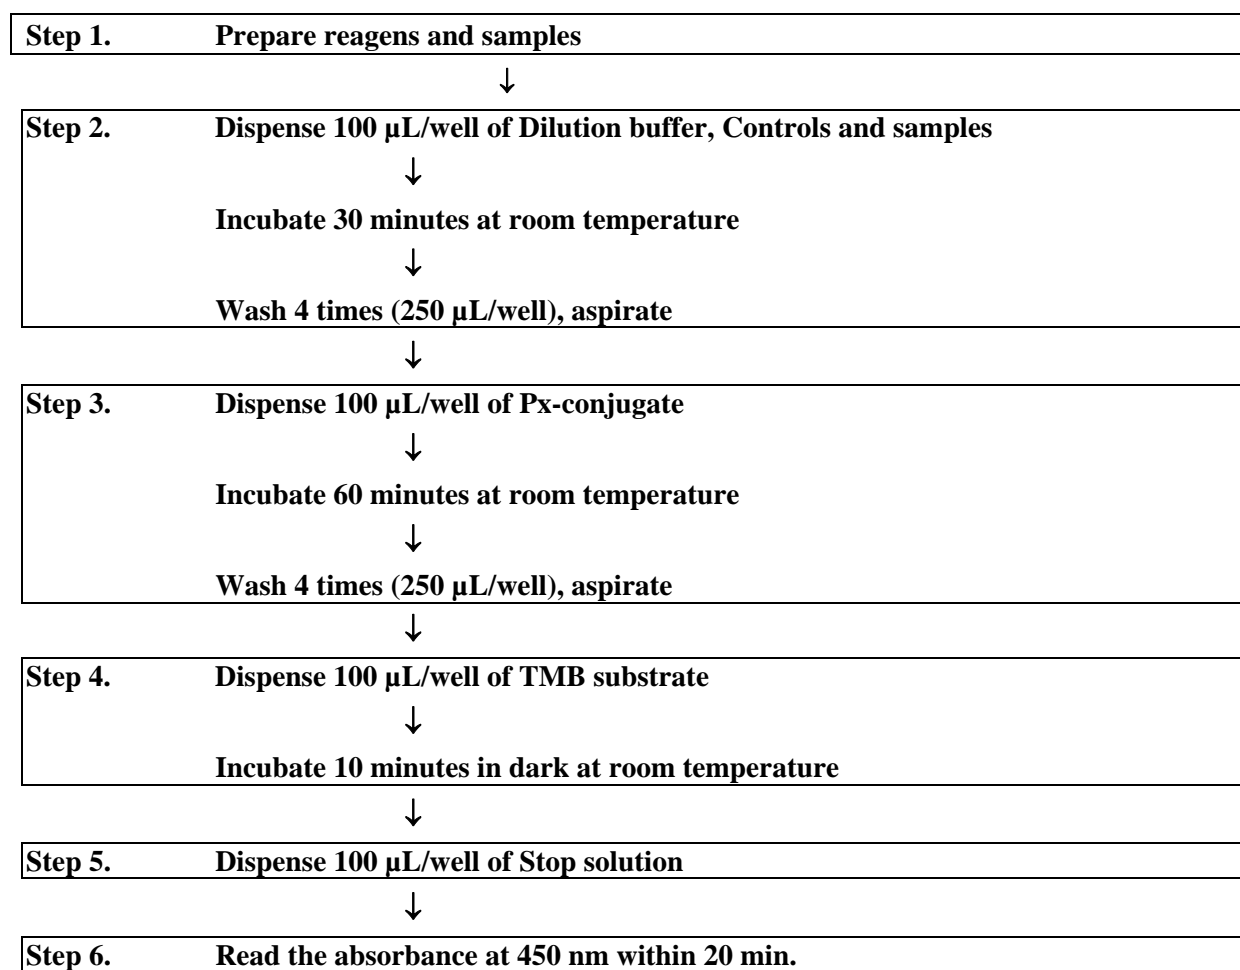 Step 1. Prepare reagens and samples
↓
Step 2. Dispense 100 µL/well of Dilution buffer, Controls and samples
↓
Incubate 30 minutes at room temperature
↓
Wash 4 times (250 µL/well), aspirate
↓
Step 3. Dispense 100 µL/well of Px-conjugate
↓
Incubate 60 minutes at room temperature
↓
Wash 4 times (250 µL/well), aspirate
↓
Step 4. Dispense 100 µL/well of TMB substrate
↓
Incubate 10 minutes in dark at room temperature
↓
Step 5. Dispense 100 µL/well of Stop solution
↓
Step 6. Read the absorbance at 450 nm within 20 min.